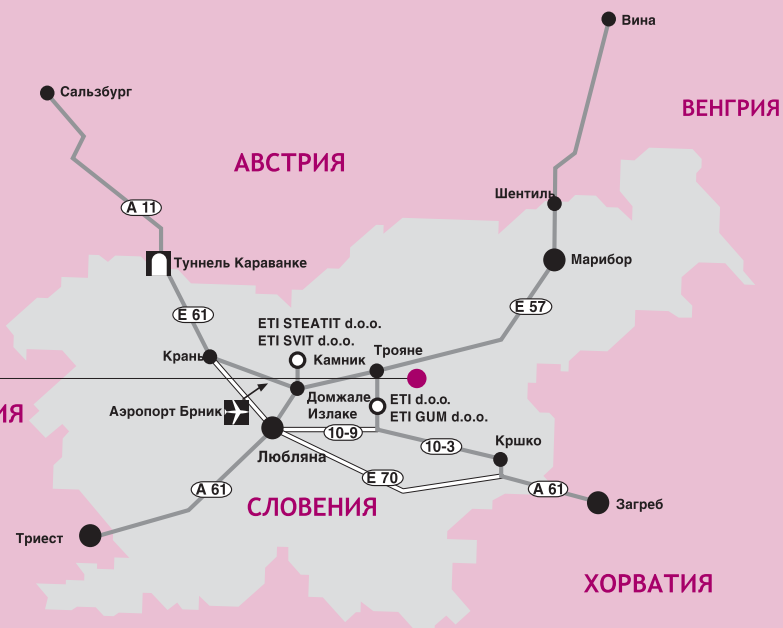 Вина
Сальзбург
ВЕНГРИЯ
АВСТРИЯ
Шентиль
A 11
Туннель Караванке
Марибор
E 57
E 61
ETI STEATIT d.o.o.
ETI SVIT d.o.o.
Трояне
Крань
Камник
Домжале
ETI d.o.o.
Аэропорт Брник
Излаке
ETI GUM d.o.o.
ИЯ
10-9
Кршко
10-3
Любляна
E 70
A 61
A 61
СЛОВЕНИЯ
Загреб
Триест
ХОРВАТИЯ